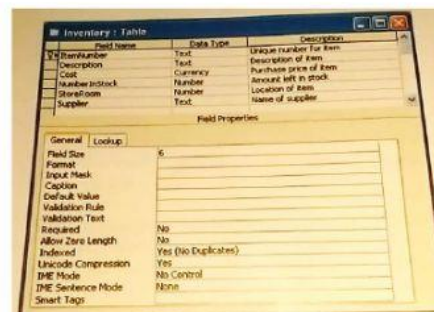 Inventory : Table
Field Name Data Type Description
ItemNumber Text Unique number for item
Description Text Description of item
Cost Currency Purchase price of item
NumberInStock Number Amount left in stock
StoreRoom Number Location of item
Supplier Text Name of supplier
Field Properties
General Lookup
Field Size 6
Format
Input Mask
Caption
Default Value
Validation Rule
Validation Text
Required No
Allow Zero Length No
Indexed Yes (No Duplicates)
Unicode Compression Yes
IME Mode No Control
IME Sentence Mode None
Smart Tags